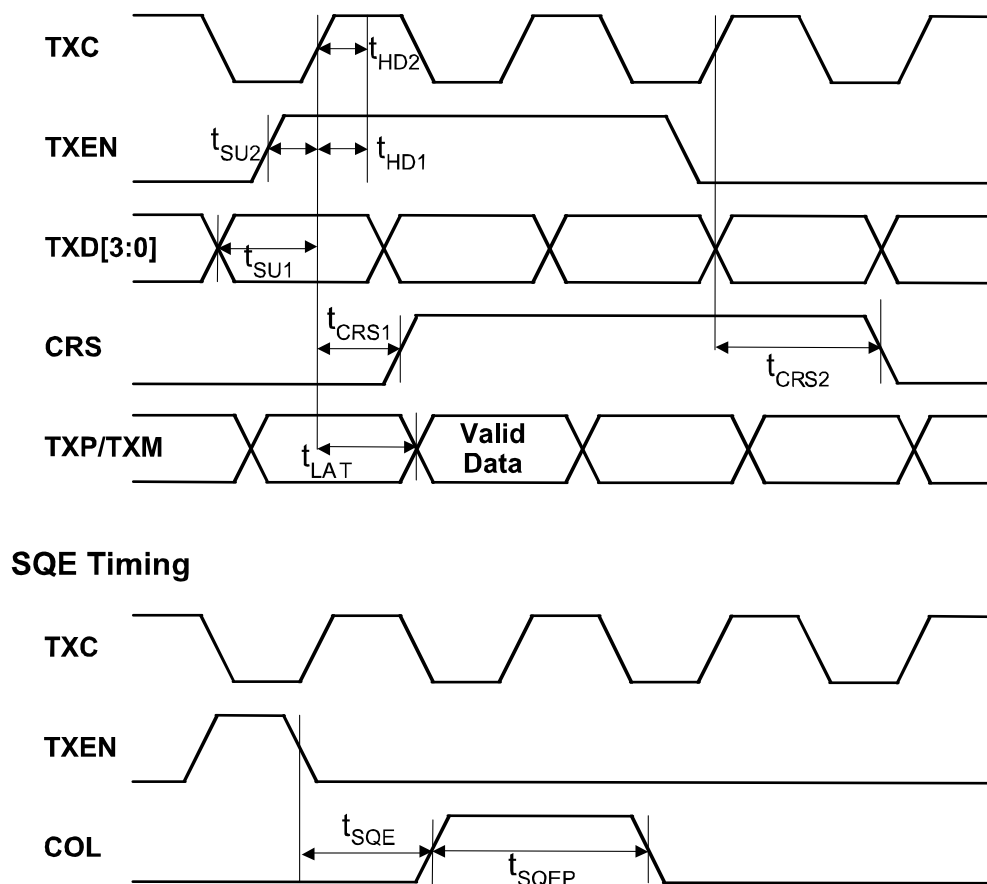 TXC
tHD2
TXEN
tSU2
tHD1
TXD[3:0]
tSU1
CRS
tCRS1
tCRS2
TXP/TXM
tLAT
Valid
Data
SQE Timing
TXC
TXEN
COL
tSQE
tSQEP